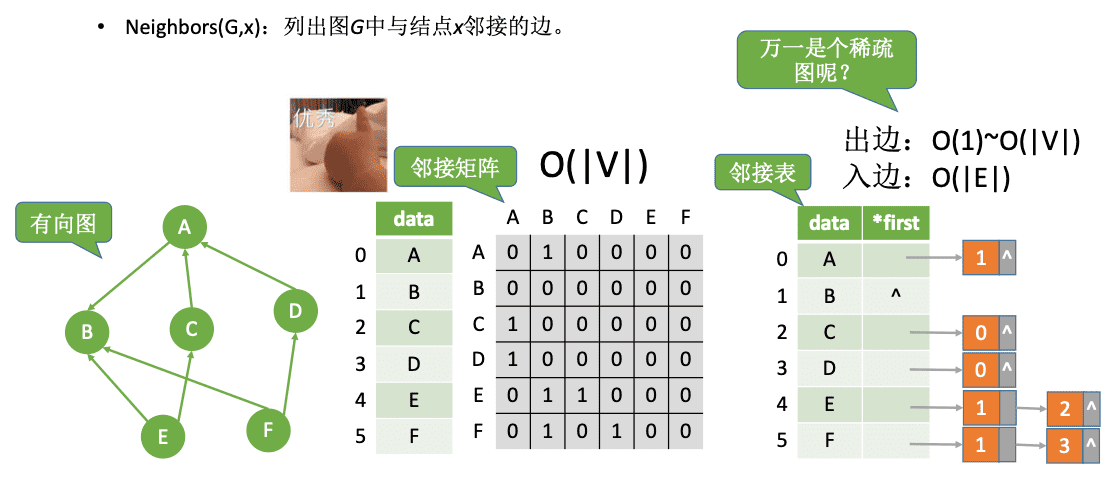 • Neighbors(G,x)：列出图G中与结点x邻接的边。
万一是个稀疏
图呢？
优秀
出边：O(1)~O(|V|)
入边：O(|E|)
邻接矩阵
O(|V|)
邻接表
有向图
A
B
C
D
E
F
data
0 A
1 B
2 C
3 D
4 E
5 F
A B C D E F
A 0 1 0 0 0 0
B 0 0 0 0 0 0
C 1 0 0 0 0 0
D 1 0 0 0 0 0
E 0 1 1 0 0 0
F 0 1 0 1 0 0
data *first
0 A 1 ^
1 B ^
2 C 0 ^
3 D 0 ^
4 E 1 2 ^
5 F 1 3 ^